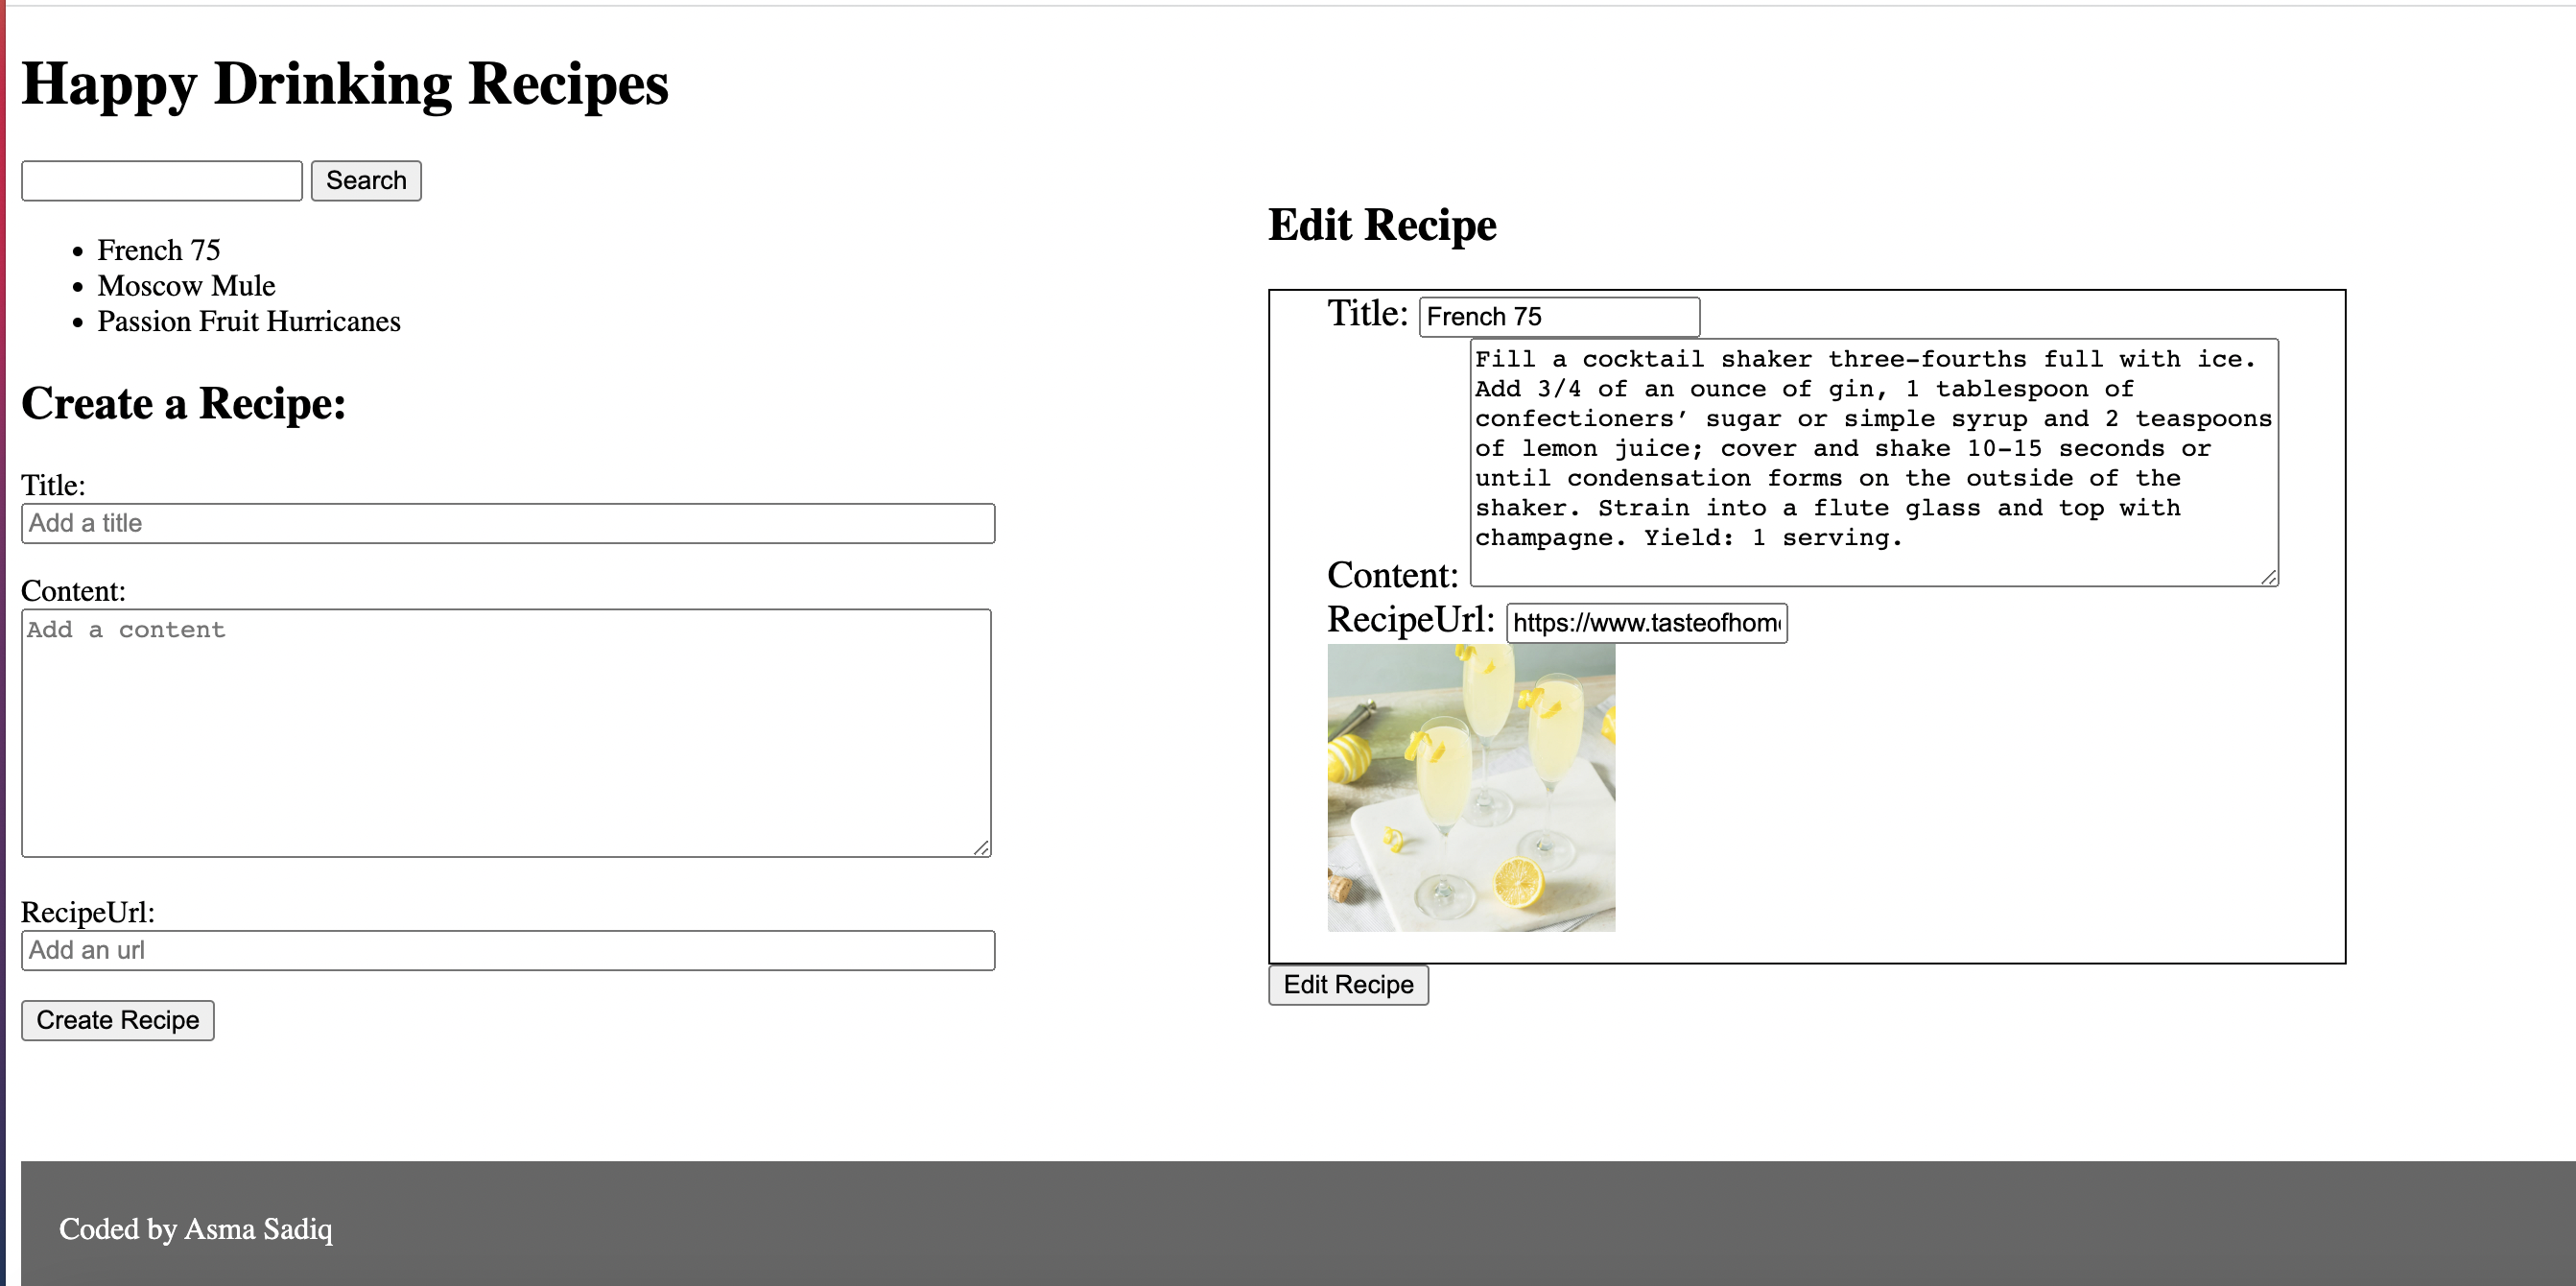 Happy Drinking Recipes
Search
French 75
Moscow Mule
Passion Fruit Hurricanes
Create a Recipe:
Title:
Add a title
Content:
Add a content
RecipeUrl:
Add an url
Create Recipe
Edit Recipe
Title: French 75
Fill a cocktail shaker three-fourths full with ice.
Add 3/4 of an ounce of gin, 1 tablespoon of
confectioners’ sugar or simple syrup and 2 teaspoons
of lemon juice; cover and shake 10-15 seconds or
until condensation forms on the outside of the
shaker. Strain into a flute glass and top with
champagne. Yield: 1 serving.
Content:
RecipeUrl: https://www.tasteofhom
Edit Recipe
Coded by Asma Sadiq